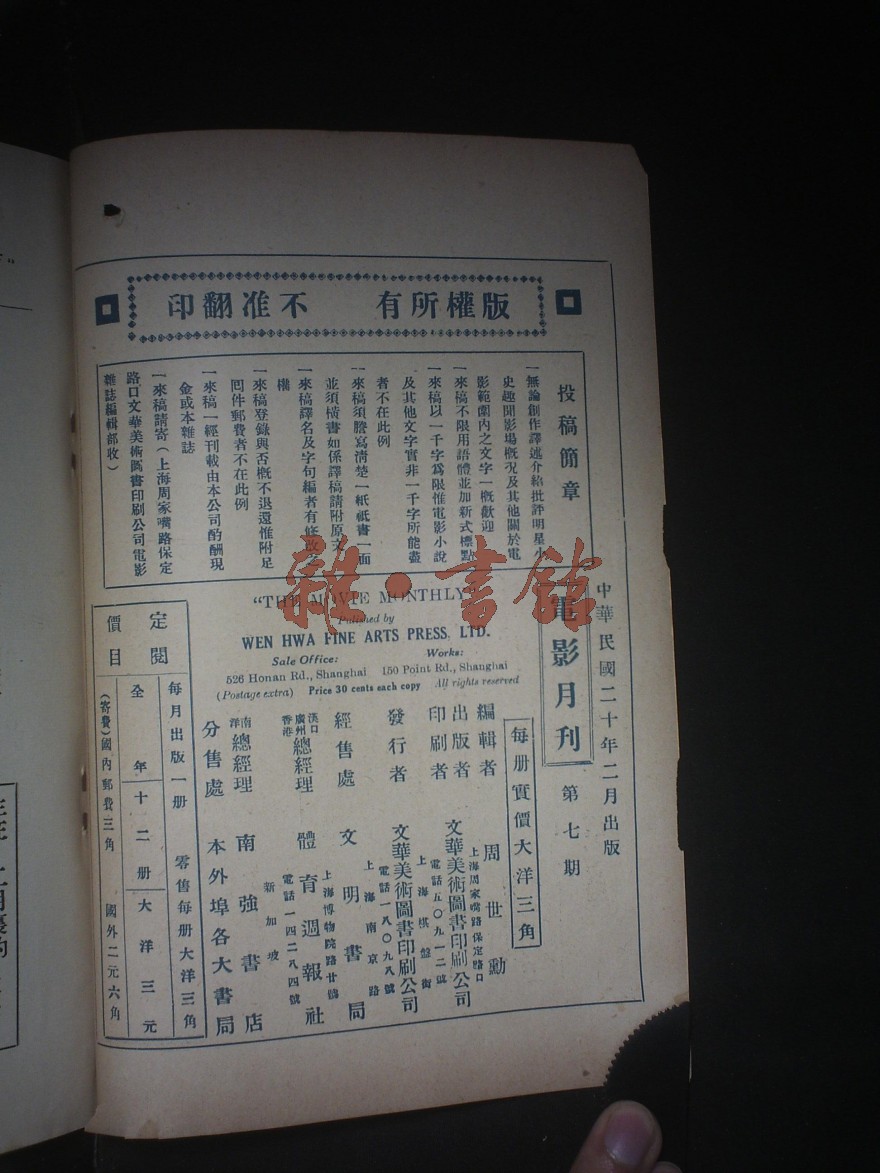 版權所有　不准翻印
投稿簡章
一無論創作譯述介紹批評明星小
史趣聞影場概況及其他關於電
影範圍內之文字一概歡迎
一來稿不限用語體並加新式標點
一來稿以一千字爲限惟電影小說
及其他文字實非一千字所能盡
者不在此例
一來稿須謄寫清楚一紙祇書一面
並須橫書如係譯稿請附原文
一來稿譯名及字句編者有修改之
權
一來稿登錄與否概不退還惟附足
囘件郵費者不在此例
一來稿一經刊載由本公司酌酬現
金或本雜誌
一來稿請寄（上海周家嘴路保定
路口文華美術圖書印刷公司電影
雜誌編輯部收）
雜·書館
中華民國二十年二月出版
電影月刊　第七期
"THE MOVIE MONTHLY"
Published by
WEN HWA FINE ARTS PRESS, LTD.
Sale Office: Works:
526 Honan Rd., Shanghai 150 Point Rd., Shanghai
(Postage extra) Price 30 cents each copy All rights reserved
每册實價大洋三角
編輯者　周世勳
上海周家嘴路保定路口
出版者　文華美術圖書印刷公司
電話五〇九一二號
印刷者
上海棋盤街
發行者　文華美術圖書印刷公司
電話一八〇九八號
上海南京路
經售處　文明書局
上海博物院路廿號
漢口廣州香港總經理　體育週報社
電話一四二八四號
新加坡
南洋總經理　南強書店
分售處　本外埠各大書局
定閱價目
每月出版一册　零售每册大洋三角
全年十二册大洋三元
（寄費）國內郵費三角　國外二元六角